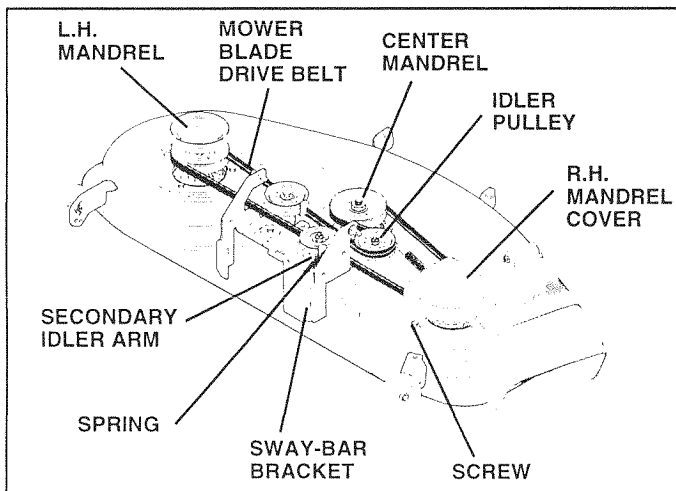 L.H.
MANDREL
MOWER
BLADE
DRIVE BELT
CENTER
MANDREL
IDLER
PULLEY
R.H.
MANDREL
COVER
SECONDARY
IDLER ARM
SPRING
SWAY-BAR
BRACKET
SCREW